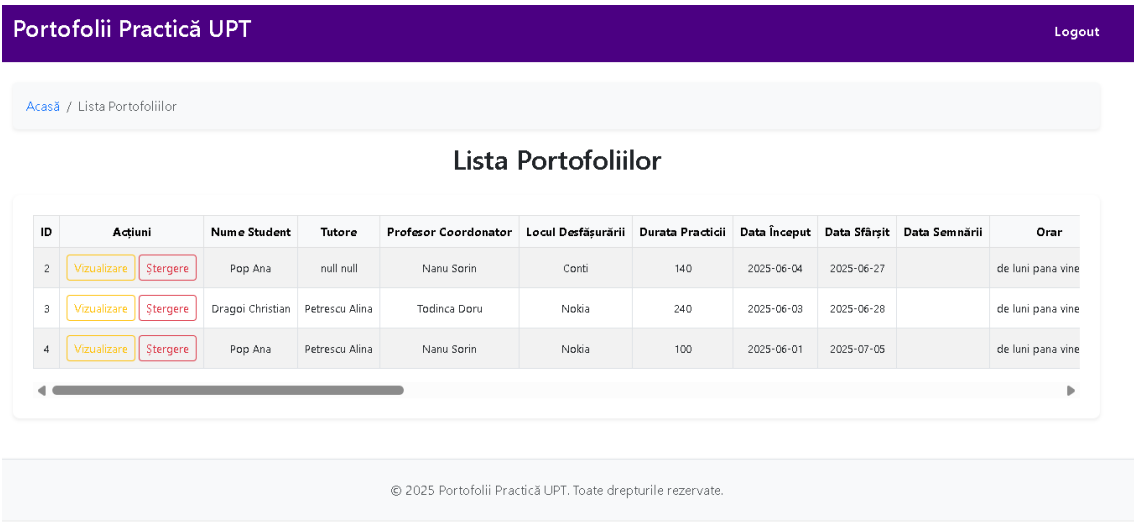 Portofolii Practică UPT
Logout
Acasă / Lista Portofoliilor
Lista Portofoliilor
ID Acțiuni Nume Student Tutore Profesor Coordonator Locul Desfășurării Durata Practicii Data Început Data Sfârșit Data Semnării Orar
2 Vizualizare Ștergere Pop Ana null null Nanu Sorin Conti 140 2025-06-04 2025-06-27 de luni pana vine
3 Vizualizare Ștergere Dragoi Christian Petrescu Alina Todinca Doru Nokia 240 2025-06-03 2025-06-28 de luni pana vine
4 Vizualizare Ștergere Pop Ana Petrescu Alina Nanu Sorin Nokia 100 2025-06-01 2025-07-05 de luni pana vine
© 2025 Portofolii Practică UPT. Toate drepturile rezervate.